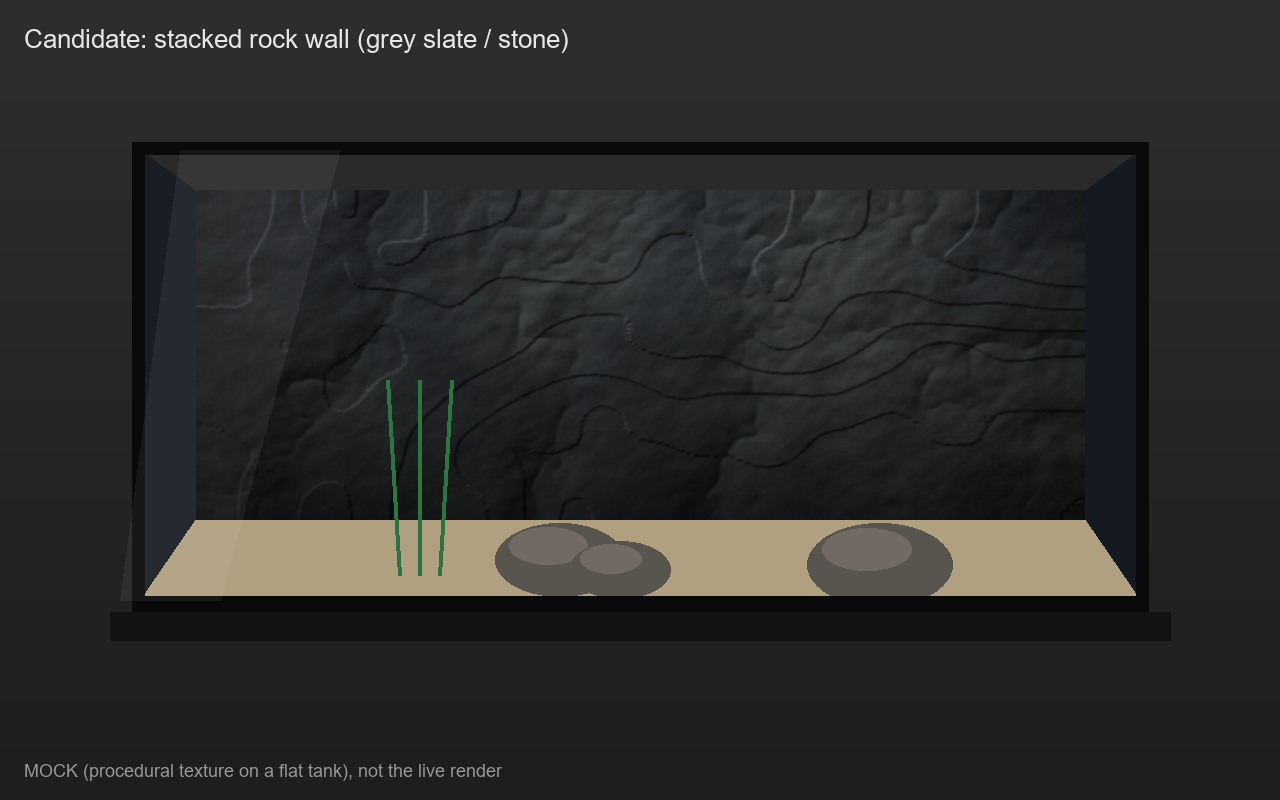 Candidate: stacked rock wall (grey slate / stone)
MOCK (procedural texture on a flat tank), not the live render